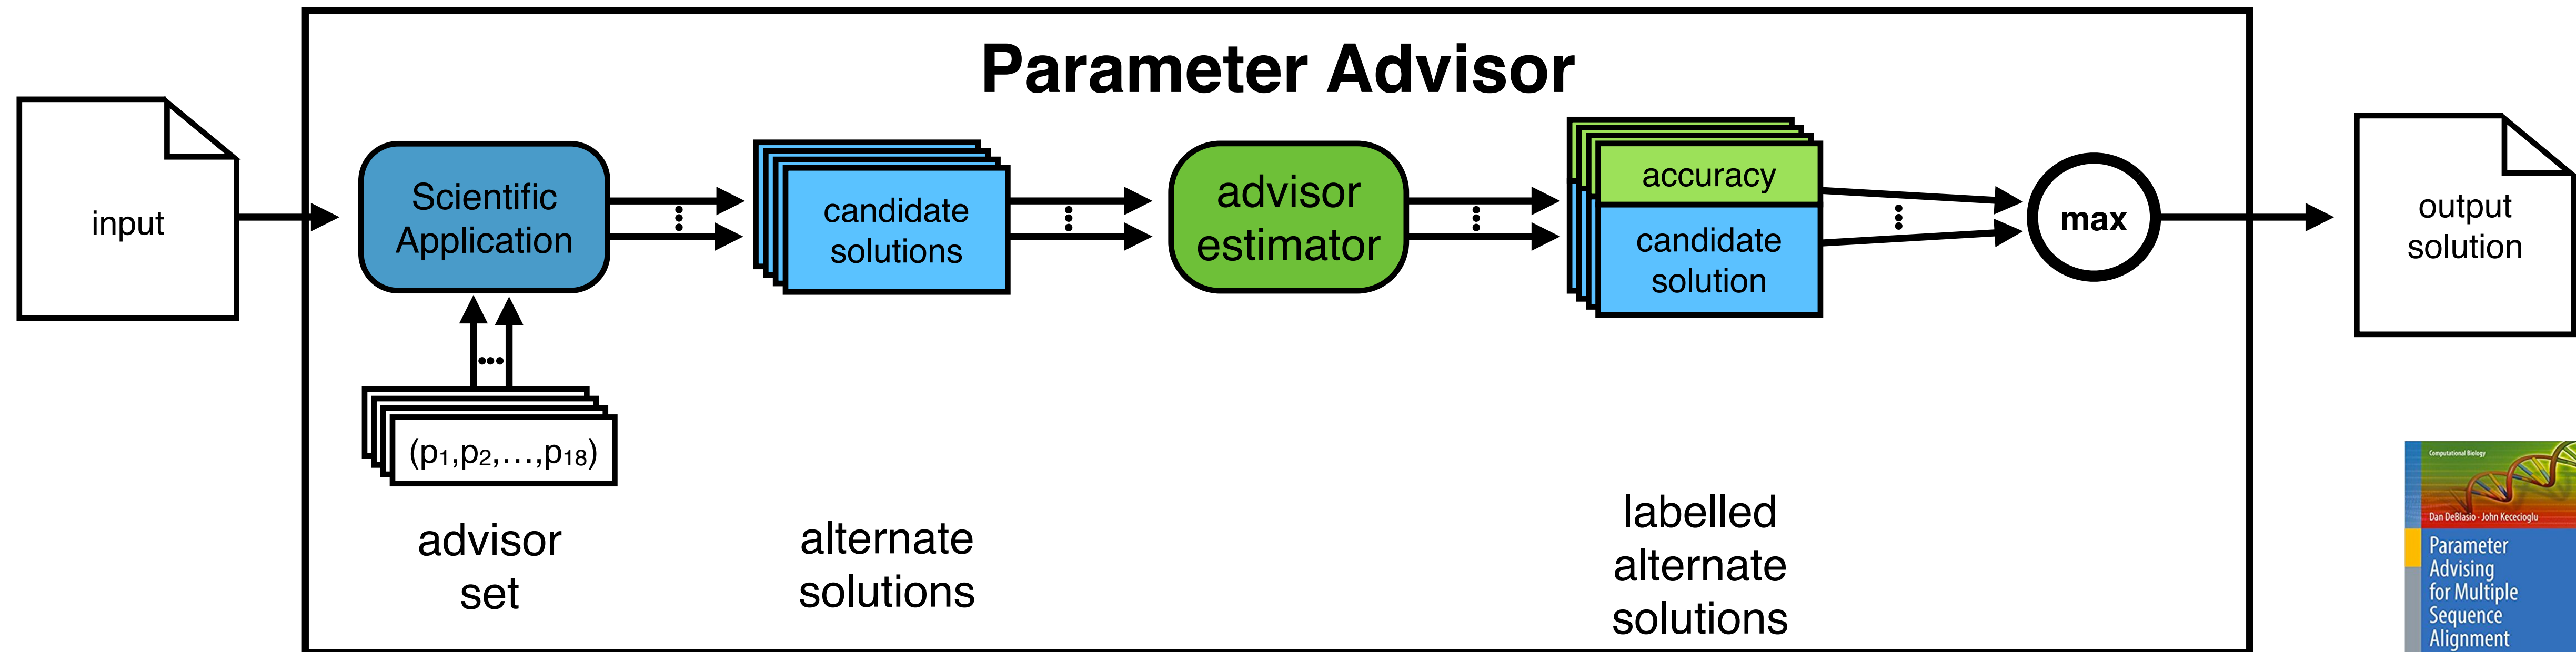 Parameter Advisor
input
Scientific
Application
candidate
solutions
advisor
estimator
accuracy
candidate
solution
max
output
solution
(p₁,p₂,…,p₁₈)
advisor
set
alternate
solutions
labelled
alternate
solutions
Computational Biology
Dan DeBlasio · John Kececioglu
Parameter
Advising
for Multiple
Sequence
Alignment